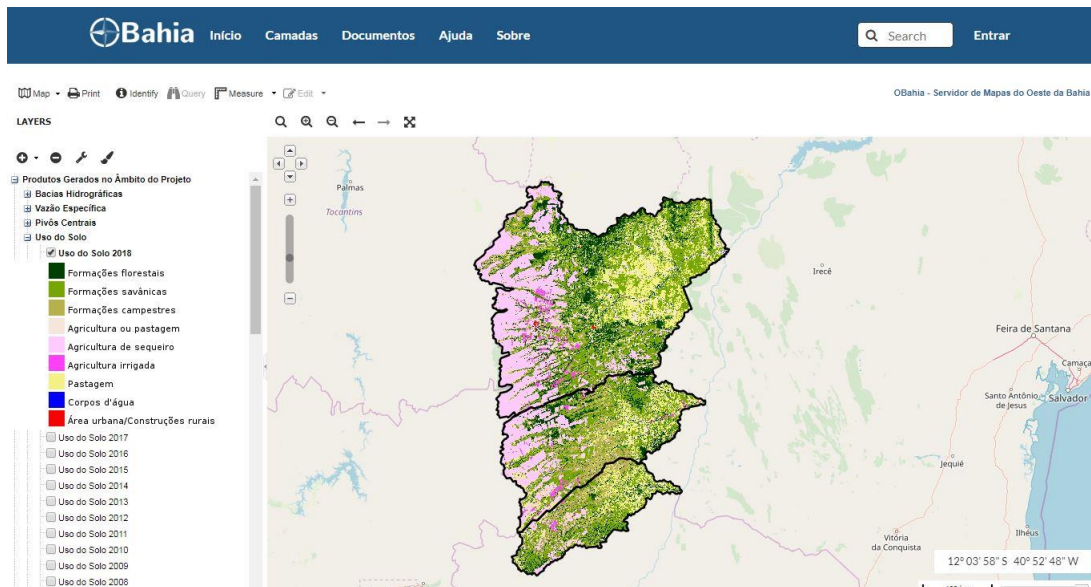 OBahia Início Camadas Documentos Ajuda Sobre Search Entrar
Map Print Identify Query Measure Edit OBahia - Servidor de Mapas do Oeste da Bahia
LAYERS
Produtos Gerados no Âmbito do Projeto
Bacias Hidrográficas
Vazão Específica
Pivôs Centrais
Uso do Solo
Uso do Solo 2018
Formações florestais
Formações savânicas
Formações campestres
Agricultura ou pastagem
Agricultura de sequeiro
Agricultura irrigada
Pastagem
Corpos d'água
Área urbana/Construções rurais
Uso do Solo 2017
Uso do Solo 2016
Uso do Solo 2015
Uso do Solo 2014
Uso do Solo 2013
Uso do Solo 2012
Uso do Solo 2011
Uso do Solo 2010
Uso do Solo 2009
Uso do Solo 2008
Palmas
Tocantins
Irecê
Feira de Santana
Camaça
Santo Antônio
de Jesus
Salvador
Jequié
Vitória
da Conquista
Ilhéus
12° 03' 58" S 40° 52' 48" W